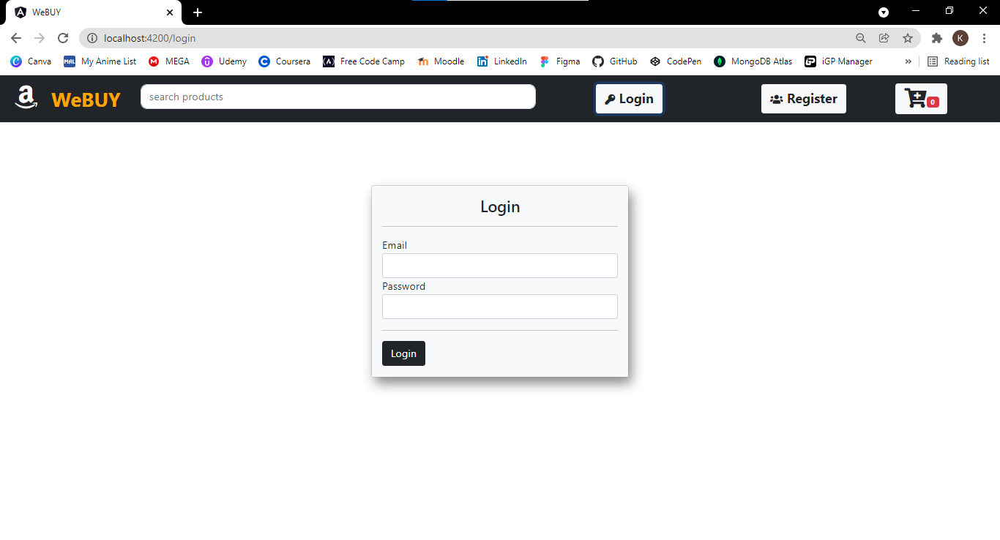 WeBUY
localhost:4200/login
K
Canva MAL My Anime List MEGA Udemy Coursera Free Code Camp Moodle LinkedIn Figma GitHub CodePen MongoDB Atlas iGP Manager » Reading list
a WeBUY search products Login Register 0
Login
Email
Password
Login